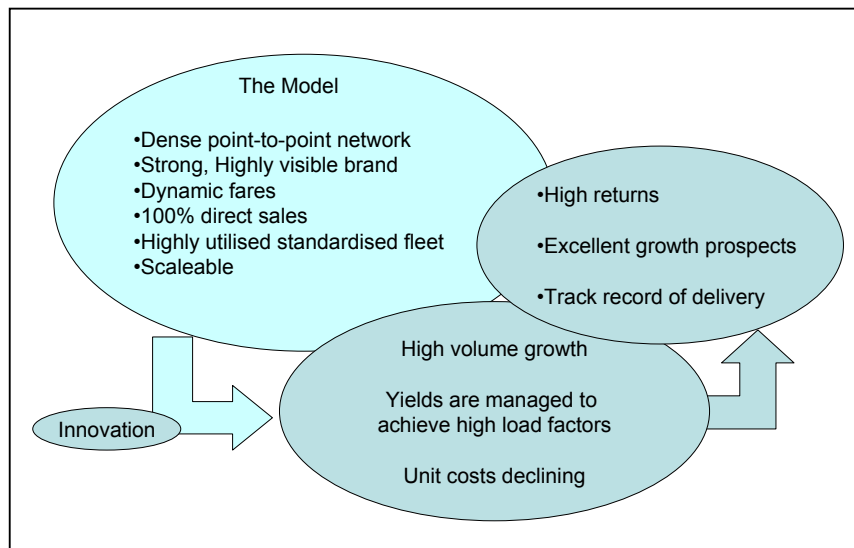 The Model
•Dense point-to-point network
•Strong, Highly visible brand
•Dynamic fares
•100% direct sales
•Highly utilised standardised fleet
•Scaleable
•High returns
•Excellent growth prospects
•Track record of delivery
High volume growth
Yields are managed to
achieve high load factors
Unit costs declining
Innovation